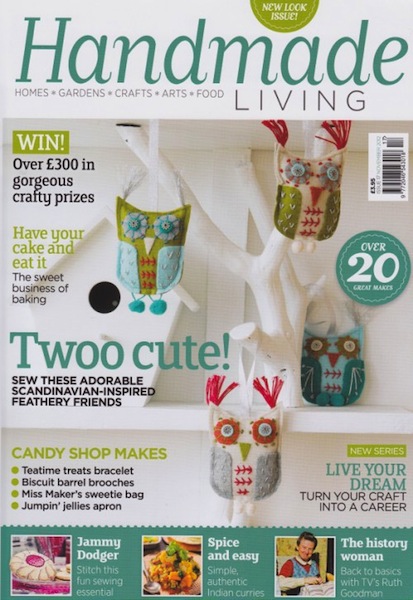 NEW LOOK
ISSUE!
Handmade
HOMES * GARDENS * CRAFTS * ARTS * FOOD
LIVING
WIN!
Over £300 in
gorgeous
crafty prizes
£3.95
Have your
cake and
eat it
The sweet
business of
baking
OVER
20
GREAT MAKES
Twoo cute!
SEW THESE ADORABLE
SCANDINAVIAN-INSPIRED
FEATHERY FRIENDS
CANDY SHOP MAKES
• Teatime treats bracelet
• Biscuit barrel brooches
• Miss Maker's sweetie bag
• Jumpin' jellies apron
NEW SERIES
LIVE YOUR
DREAM
TURN YOUR CRAFT
INTO A CAREER
Jammy
Dodger
Stitch this
fun sewing
essential
Spice
and easy
Simple,
authentic
Indian curries
The history
woman
Back to basics
with TV's Ruth
Goodman